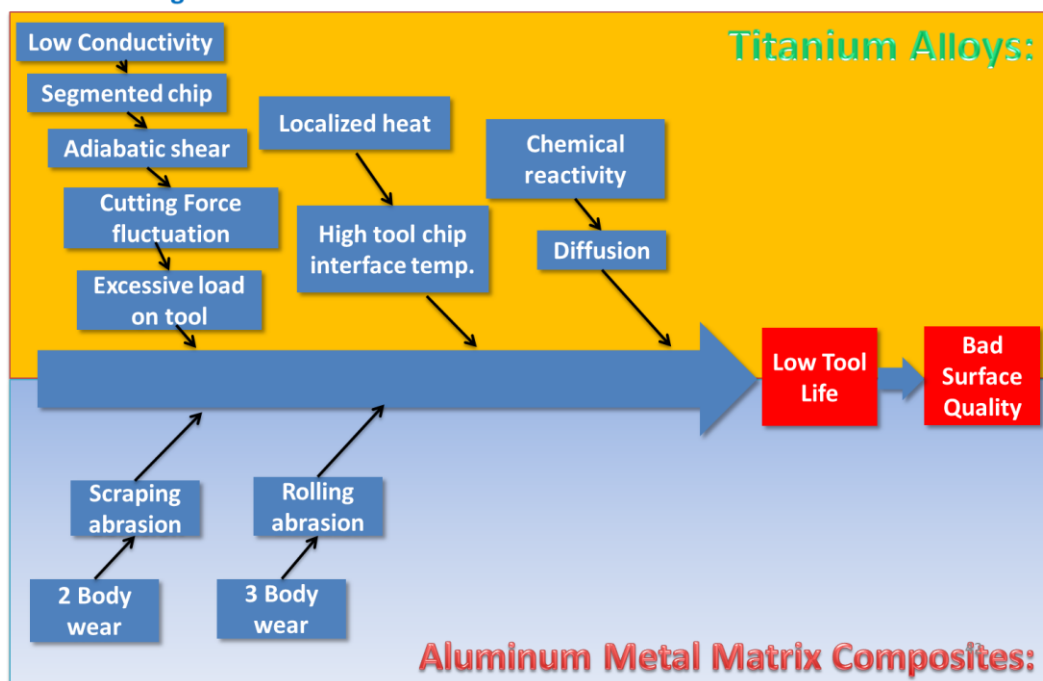 Titanium Alloys:
Low Conductivity
Segmented chip
Adiabatic shear
Cutting Force
fluctuation
Excessive load
on tool
Localized heat
High tool chip
interface temp.
Chemical
reactivity
Diffusion
Low Tool
Life
Bad
Surface
Quality
Scraping
abrasion
2 Body
wear
Rolling
abrasion
3 Body
wear
Aluminum Metal Matrix Composites: